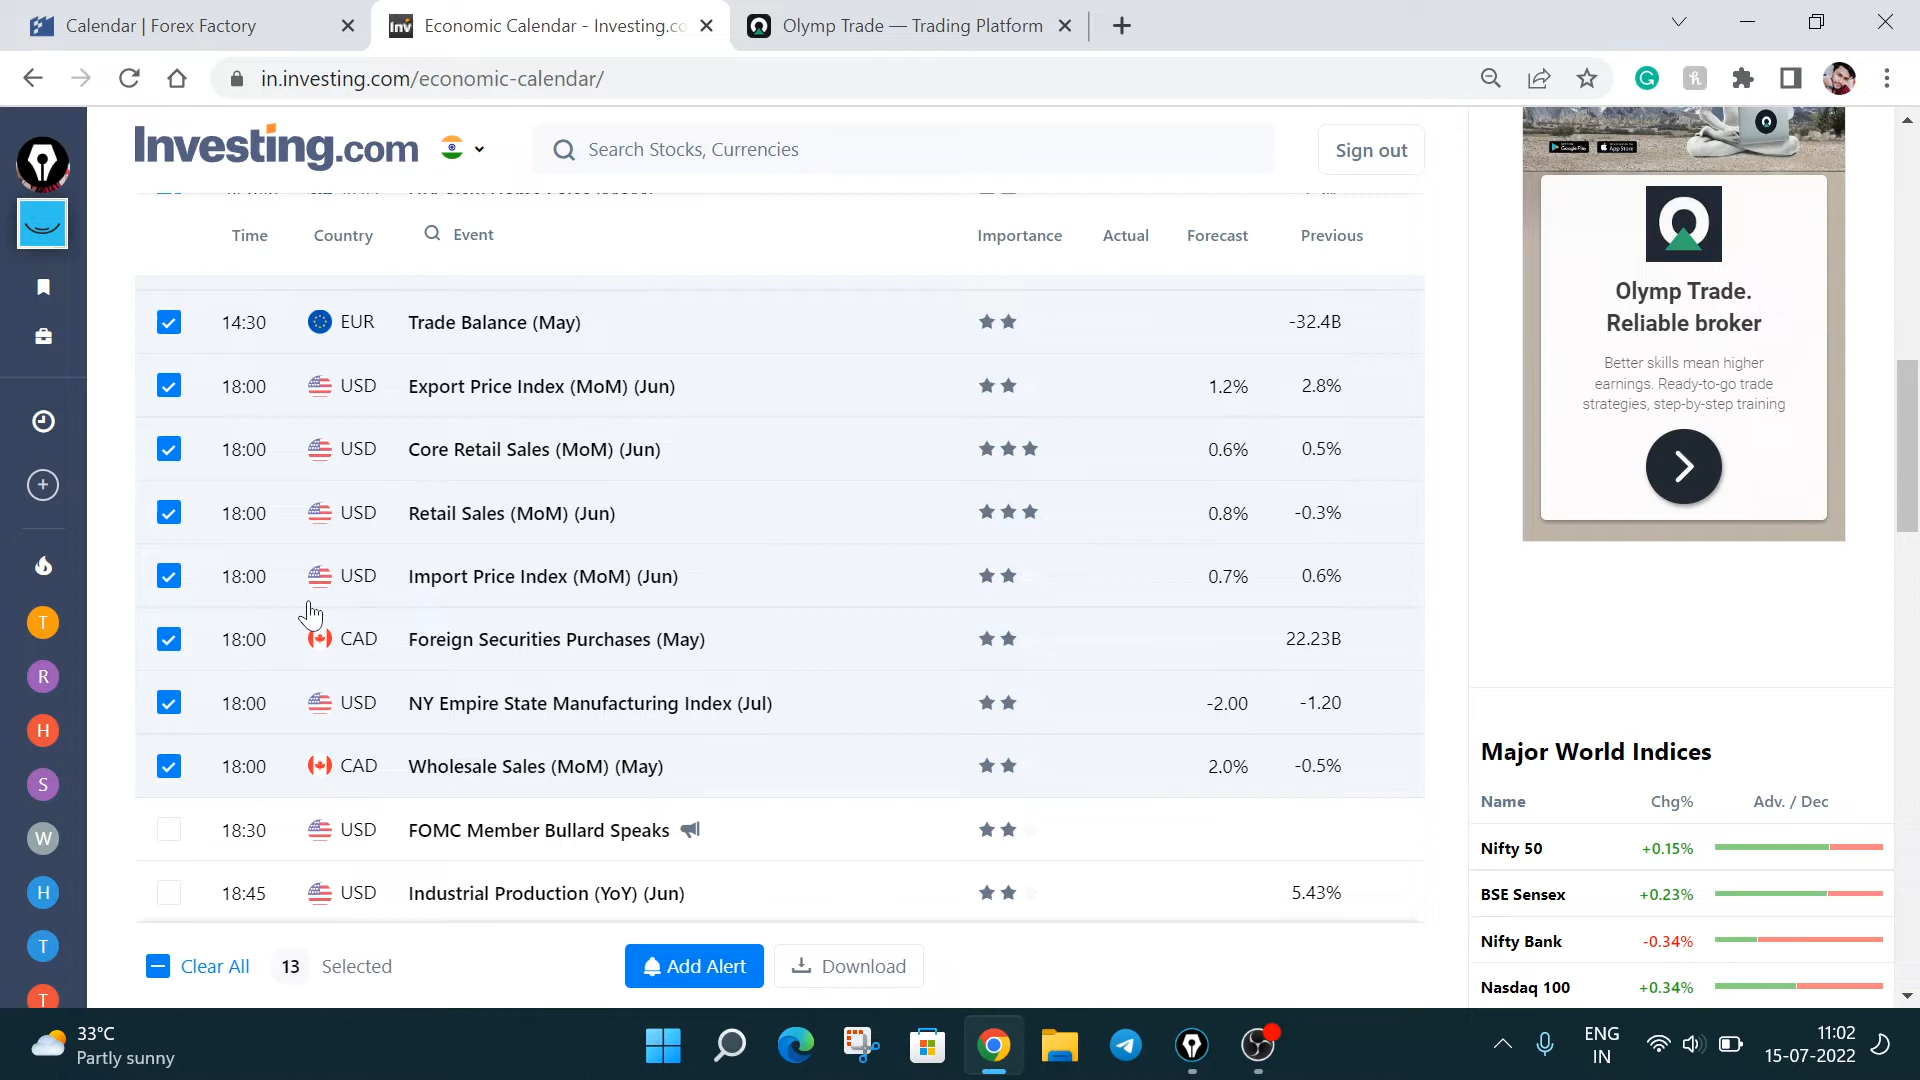 Calendar | Forex Factory
Economic Calendar - Investing.co
Olymp Trade — Trading Platform
in.investing.com/economic-calendar/
Investing.com
Search Stocks, Currencies
Sign out
Time Country Event Importance Actual Forecast Previous
14:30 EUR Trade Balance (May) -32.4B
18:00 USD Export Price Index (MoM) (Jun) 1.2% 2.8%
18:00 USD Core Retail Sales (MoM) (Jun) 0.6% 0.5%
18:00 USD Retail Sales (MoM) (Jun) 0.8% -0.3%
18:00 USD Import Price Index (MoM) (Jun) 0.7% 0.6%
18:00 CAD Foreign Securities Purchases (May) 22.23B
18:00 USD NY Empire State Manufacturing Index (Jul) -2.00 -1.20
18:00 CAD Wholesale Sales (MoM) (May) 2.0% -0.5%
18:30 USD FOMC Member Bullard Speaks
18:45 USD Industrial Production (YoY) (Jun) 5.43%
Clear All 13 Selected Add Alert Download
T
R
H
S
W
H
T
T
Google Play App Store
Olymp Trade.
Reliable broker
Better skills mean higher
earnings. Ready-to-go trade
strategies, step-by-step training
Major World Indices
Name Chg% Adv. / Dec
Nifty 50 +0.15%
BSE Sensex +0.23%
Nifty Bank -0.34%
Nasdaq 100 +0.34%
33°C
Partly sunny
ENG
IN
11:02
15-07-2022